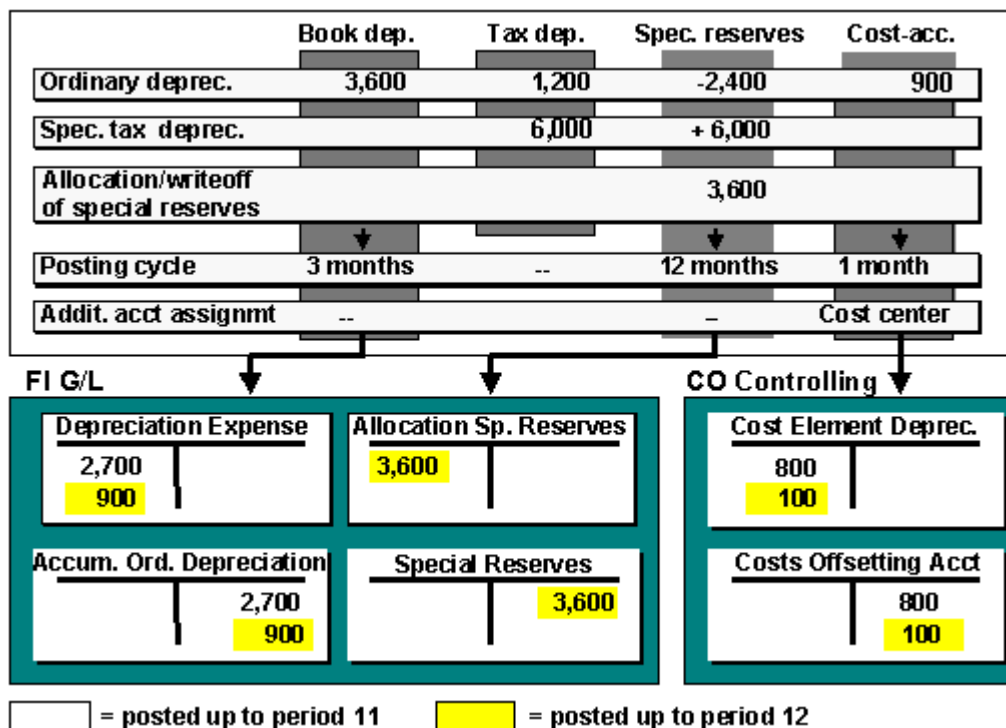 Book dep. Tax dep. Spec. reserves Cost-acc.
Ordinary deprec. 3,600 1,200 -2,400 900
Spec. tax deprec. 6,000 + 6,000
Allocation/writeoff
of special reserves 3,600
Posting cycle 3 months -- 12 months 1 month
Addit. acct assignmt -- – Cost center
FI G/L CO Controlling
Depreciation Expense Allocation Sp. Reserves Cost Element Deprec.
2,700 3,600 800
900 100
Accum. Ord. Depreciation Special Reserves Costs Offsetting Acct
2,700 3,600 800
900 100
= posted up to period 11 = posted up to period 12